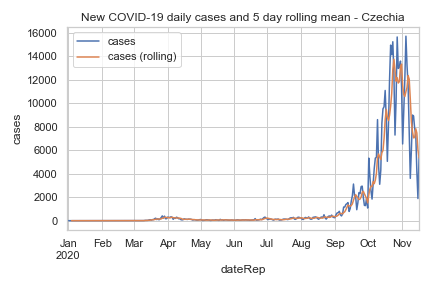 New COVID-19 daily cases and 5 day rolling mean - Czechia
16000
14000
12000
10000
8000
6000
4000
2000
0
cases
cases
cases (rolling)
Jan Feb Mar Apr May Jun Jul Aug Sep Oct Nov
2020
dateRep